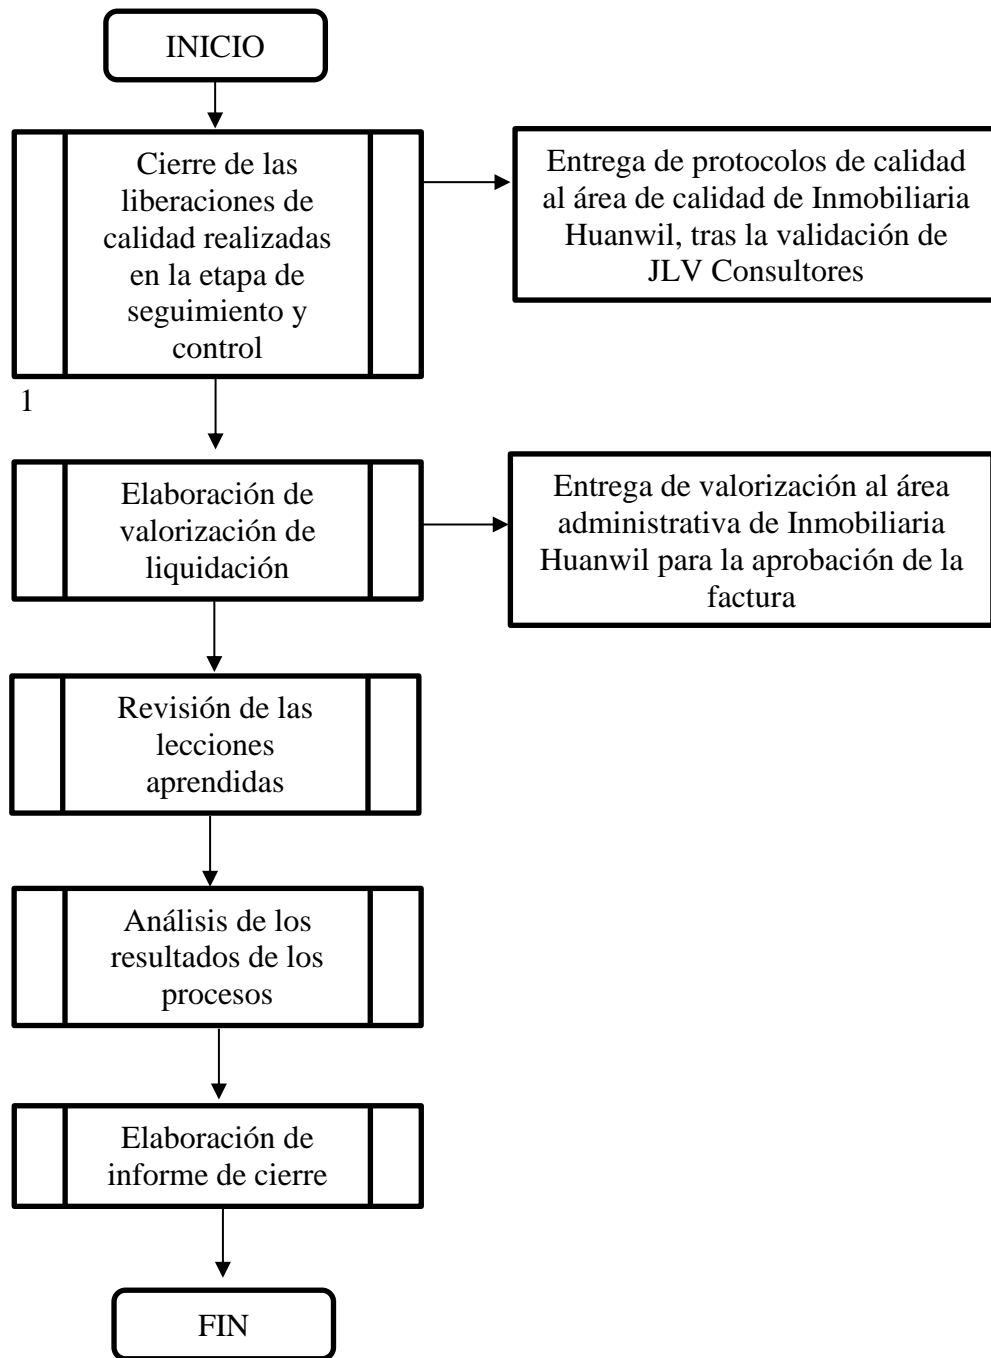 INICIO
Cierre de las
liberaciones de
calidad realizadas
en la etapa de
seguimiento y
control
Entrega de protocolos de calidad
al área de calidad de Inmobiliaria
Huanwil, tras la validación de
JLV Consultores
1
Elaboración de
valorización de
liquidación
Entrega de valorización al área
administrativa de Inmobiliaria
Huanwil para la aprobación de la
factura
Revisión de las
lecciones
aprendidas
Análisis de los
resultados de los
procesos
Elaboración de
informe de cierre
FIN